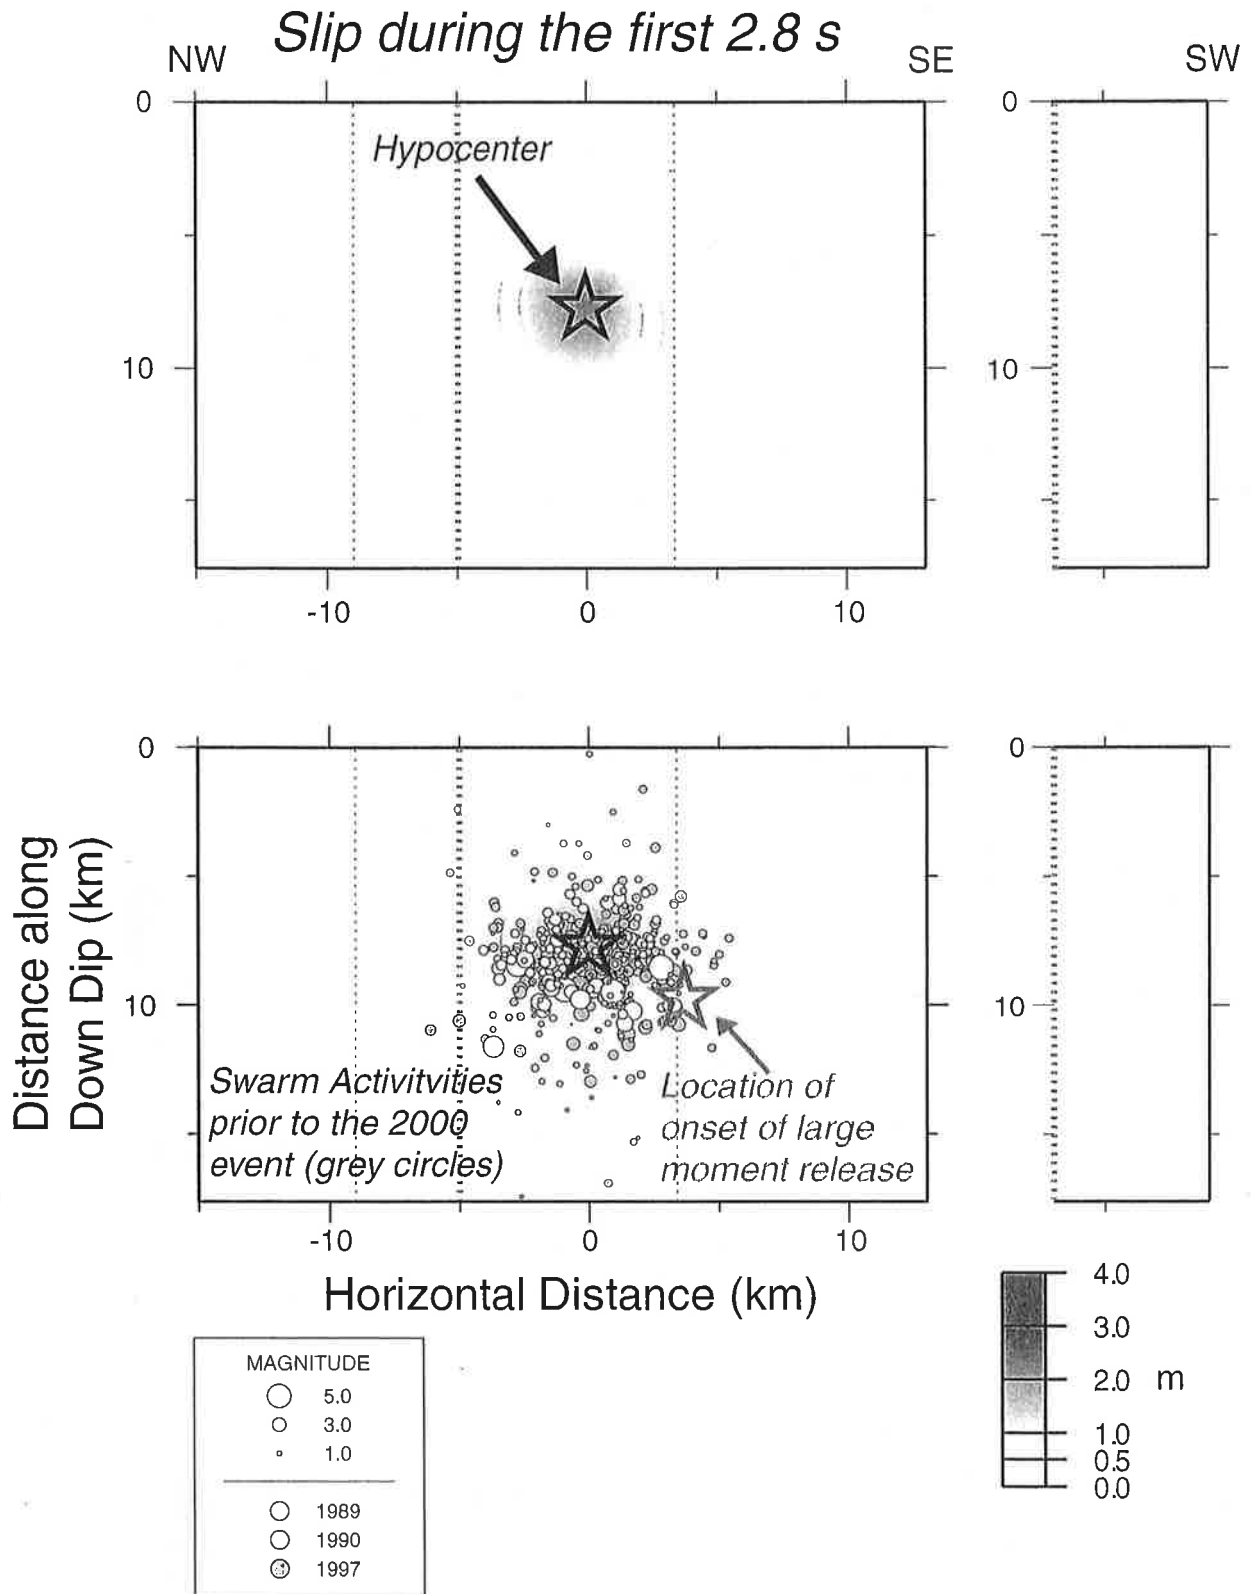 Slip during the first 2.8 s
NW
SE
SW
0
0
Hypocenter
10
10
-10
0
10
0
0
10
10
Distance along
Down Dip (km)
Swarm Activitvities
prior to the 2000
event (grey circles)
Location of
onset of large
moment release
-10
0
10
Horizontal Distance (km)
MAGNITUDE
5.0
3.0
1.0
1989
1990
1997
4.0
3.0
2.0 m
1.0
0.5
0.0